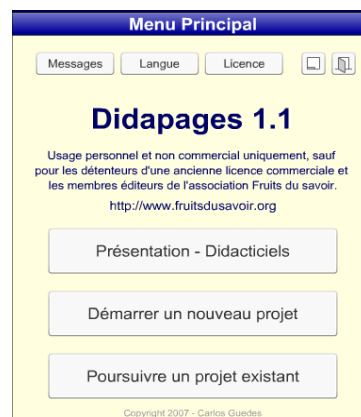 Menu Principal
Messages Langue Licence
Didapages 1.1
Usage personnel et non commercial uniquement, sauf
pour les détenteurs d'une ancienne licence commerciale et
les membres éditeurs de l'association Fruits du savoir.
http://www.fruitsdusavoir.org
Présentation - Didacticiels
Démarrer un nouveau projet
Poursuivre un projet existant
Copyright 2007 - Carlos Guedes